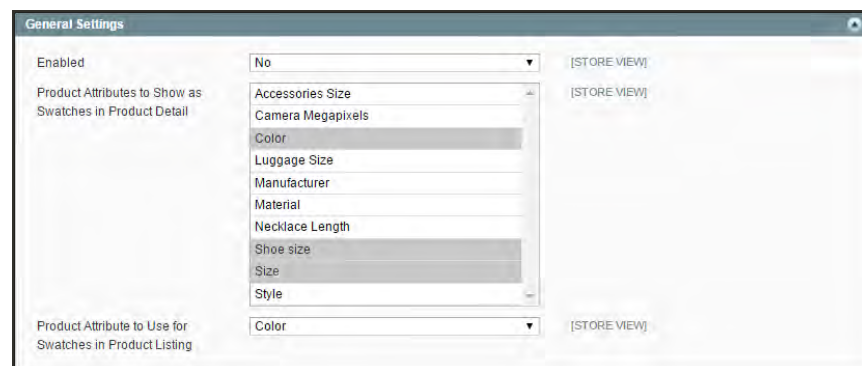 General Settings
Enabled
No
[STORE VIEW]
Product Attributes to Show as
Swatches in Product Detail
Accessories Size
Camera Megapixels
Color
Luggage Size
Manufacturer
Material
Necklace Length
Shoe size
Size
Style
[STORE VIEW]
Product Attribute to Use for
Swatches in Product Listing
Color
[STORE VIEW]